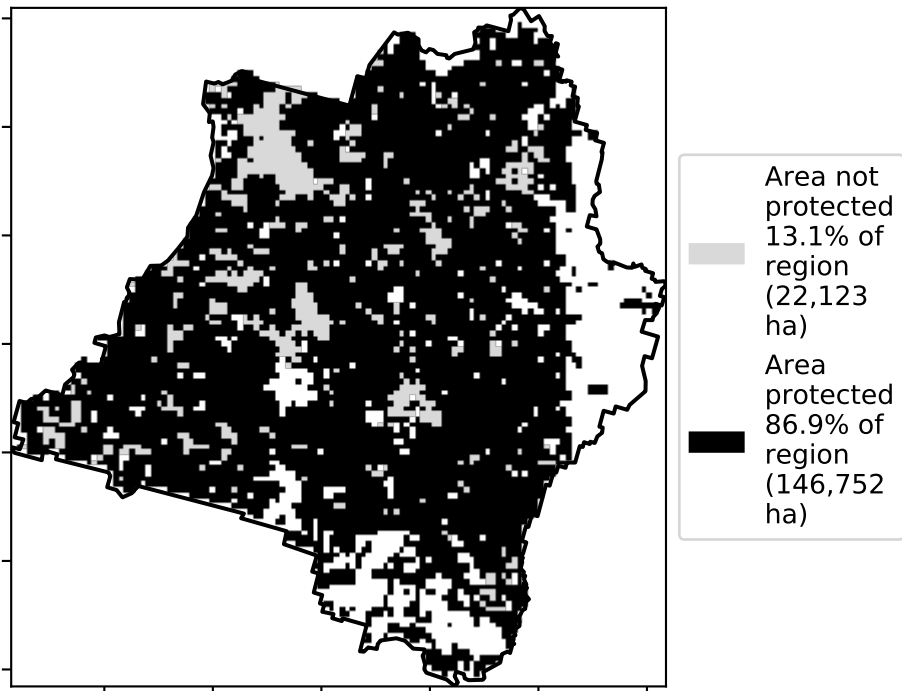 Area not
protected
13.1% of
region
(22,123
ha)
Area
protected
86.9% of
region
(146,752
ha)